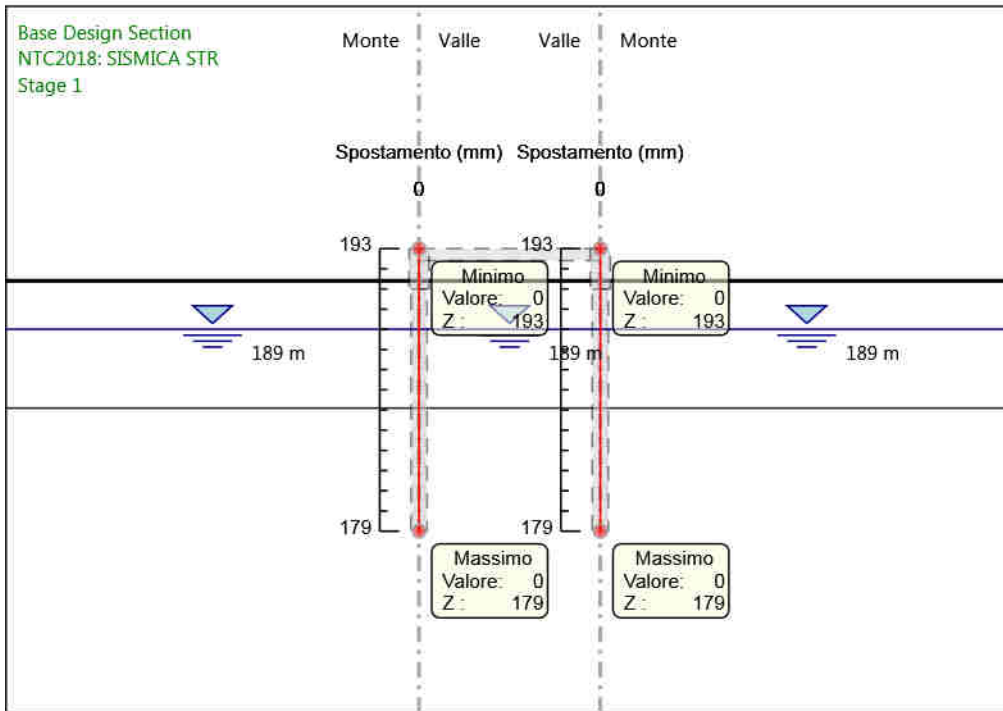 Base Design Section
NTC2018: SISMICA STR
Stage 1
Monte Valle Valle Monte
Spostamento (mm) Spostamento (mm)
0 0
193 193
Minimo
Valore: 0
Z : 193
Minimo
Valore: 0
Z : 193
189 m 189 m 189 m
179 179
Massimo
Valore: 0
Z : 179
Massimo
Valore: 0
Z : 179